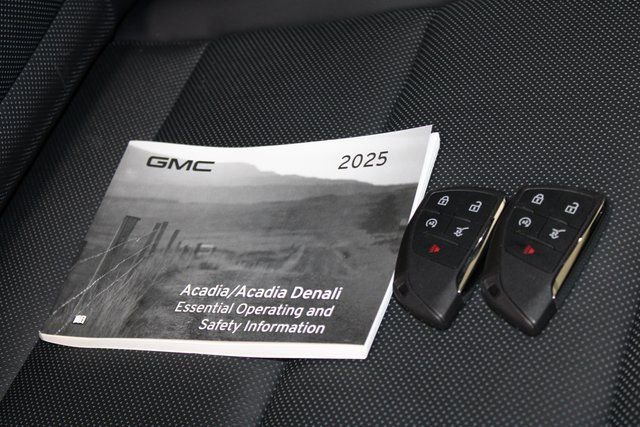 GMC
2025
Acadia/Acadia Denali
Essential Operating and
Safety Information